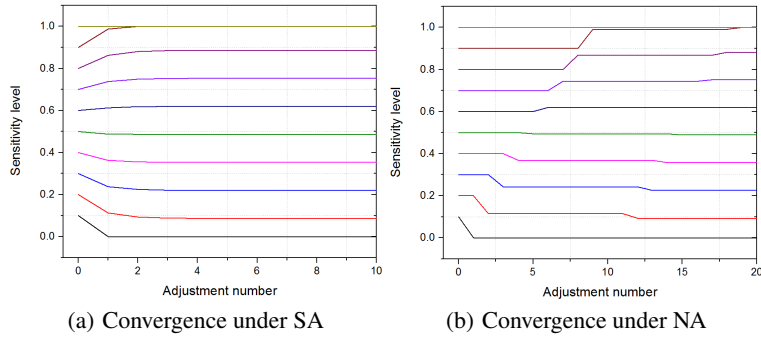 1.0
0.8
0.6
0.4
0.2
0.0
Sensitivity level
0 2 4 6 8 10
Adjustment number
(a) Convergence under SA
1.0
0.8
0.6
0.4
0.2
0.0
Sensitivity level
0 5 10 15 20
Adjustment number
(b) Convergence under NA